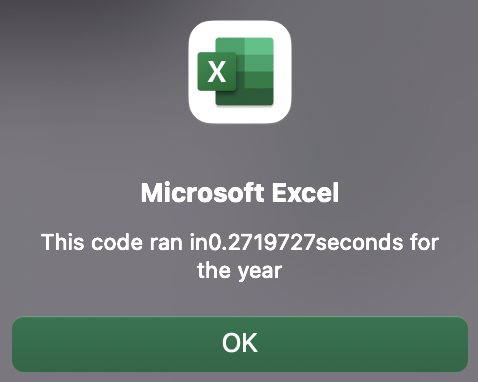 X
Microsoft Excel
This code ran in0.2719727seconds for
the year
OK